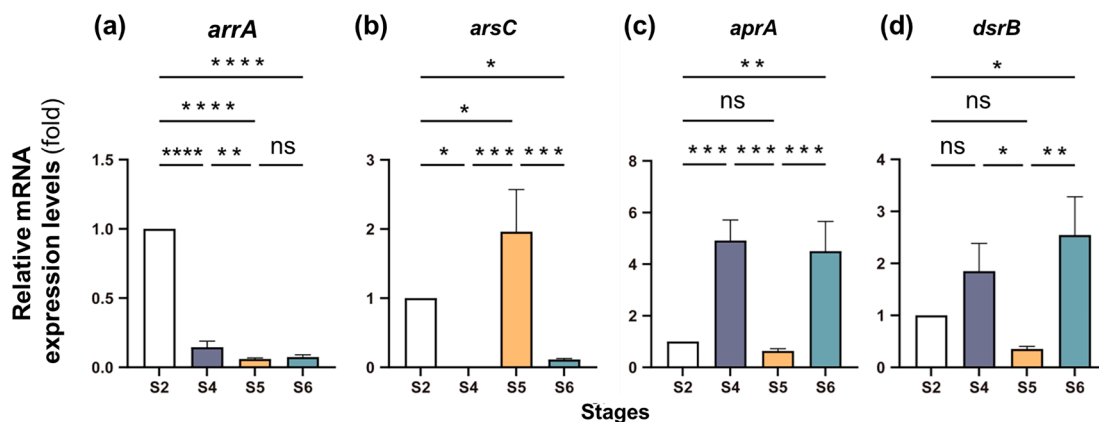 (a) arrA
(b) arsC
(c) aprA
(d) dsrB
Relative mRNA
expression levels (fold)
* * * *
* * * *
**** * * ns
1.5
1.0
0.5
0.0
S2 S4 S5 S6
*
*
* * * * * * *
3
2
1
0
S2 S4 S5 S6
* *
ns
* * * * * * * * *
8
6
4
2
0
S2 S4 S5 S6
*
ns
ns * * *
4
3
2
1
0
S2 S4 S5 S6
Stages